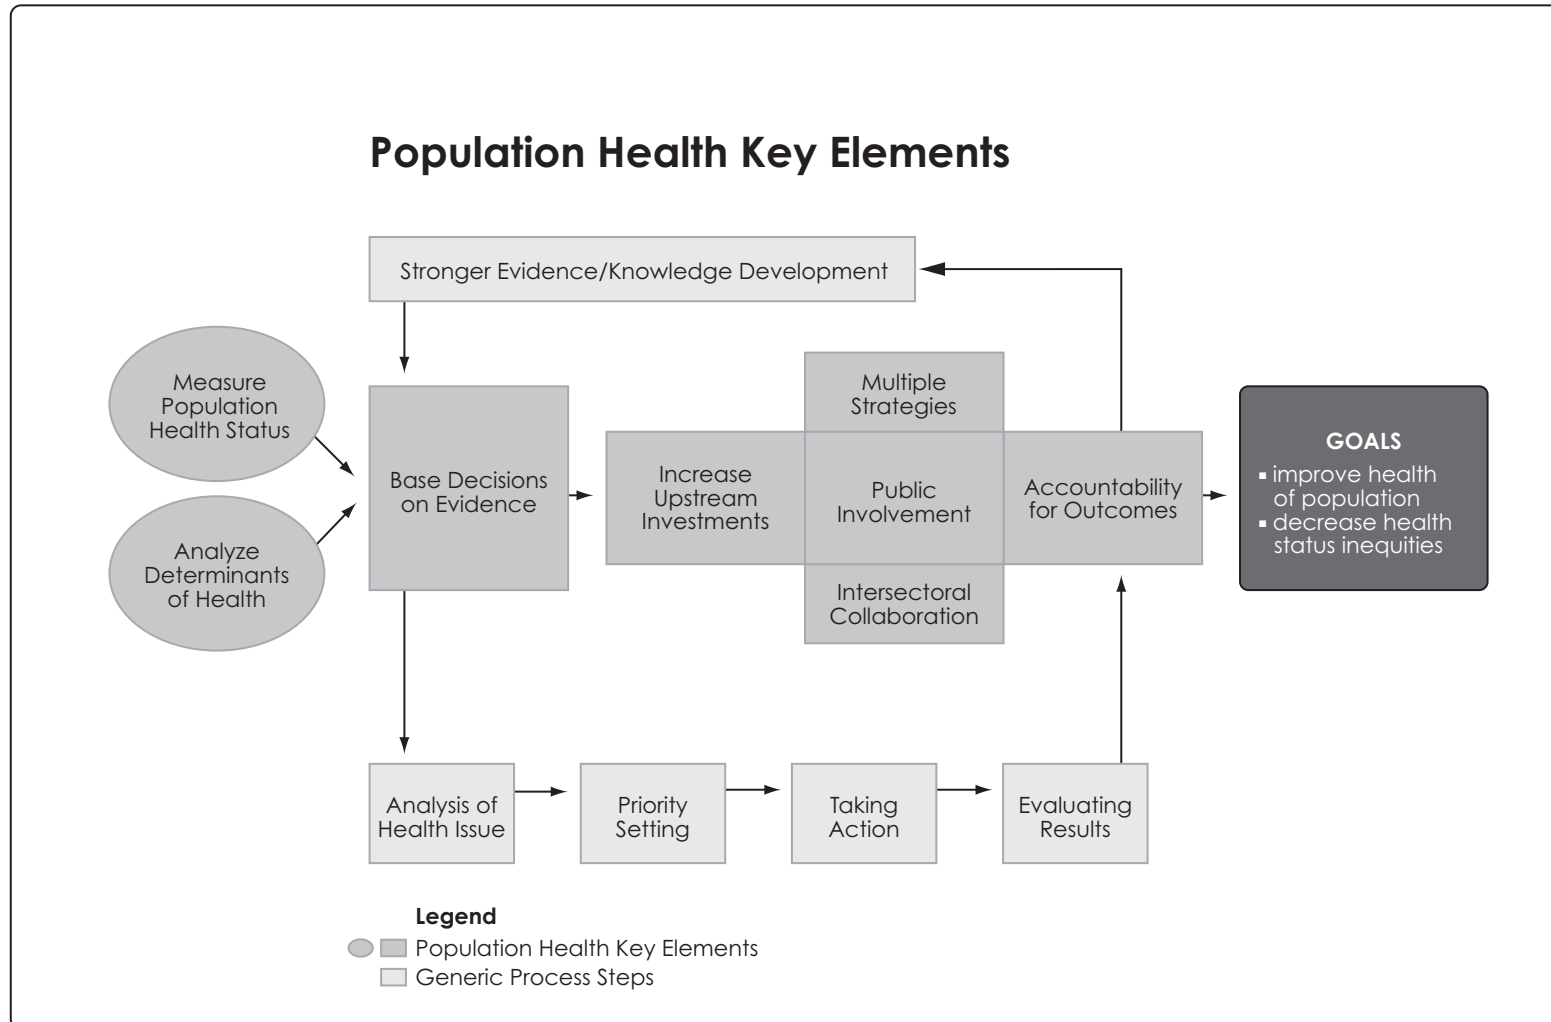 Population Health Key Elements
Stronger Evidence/Knowledge Development
Measure
Population
Health Status
Analyze
Determinants
of Health
Base Decisions
on Evidence
Increase
Upstream
Investments
Multiple
Strategies
Public
Involvement
Intersectoral
Collaboration
Accountability
for Outcomes
GOALS
▪ improve health
of population
▪ decrease health
status inequities
Analysis of
Health Issue
Priority
Setting
Taking
Action
Evaluating
Results
Legend
Population Health Key Elements
Generic Process Steps